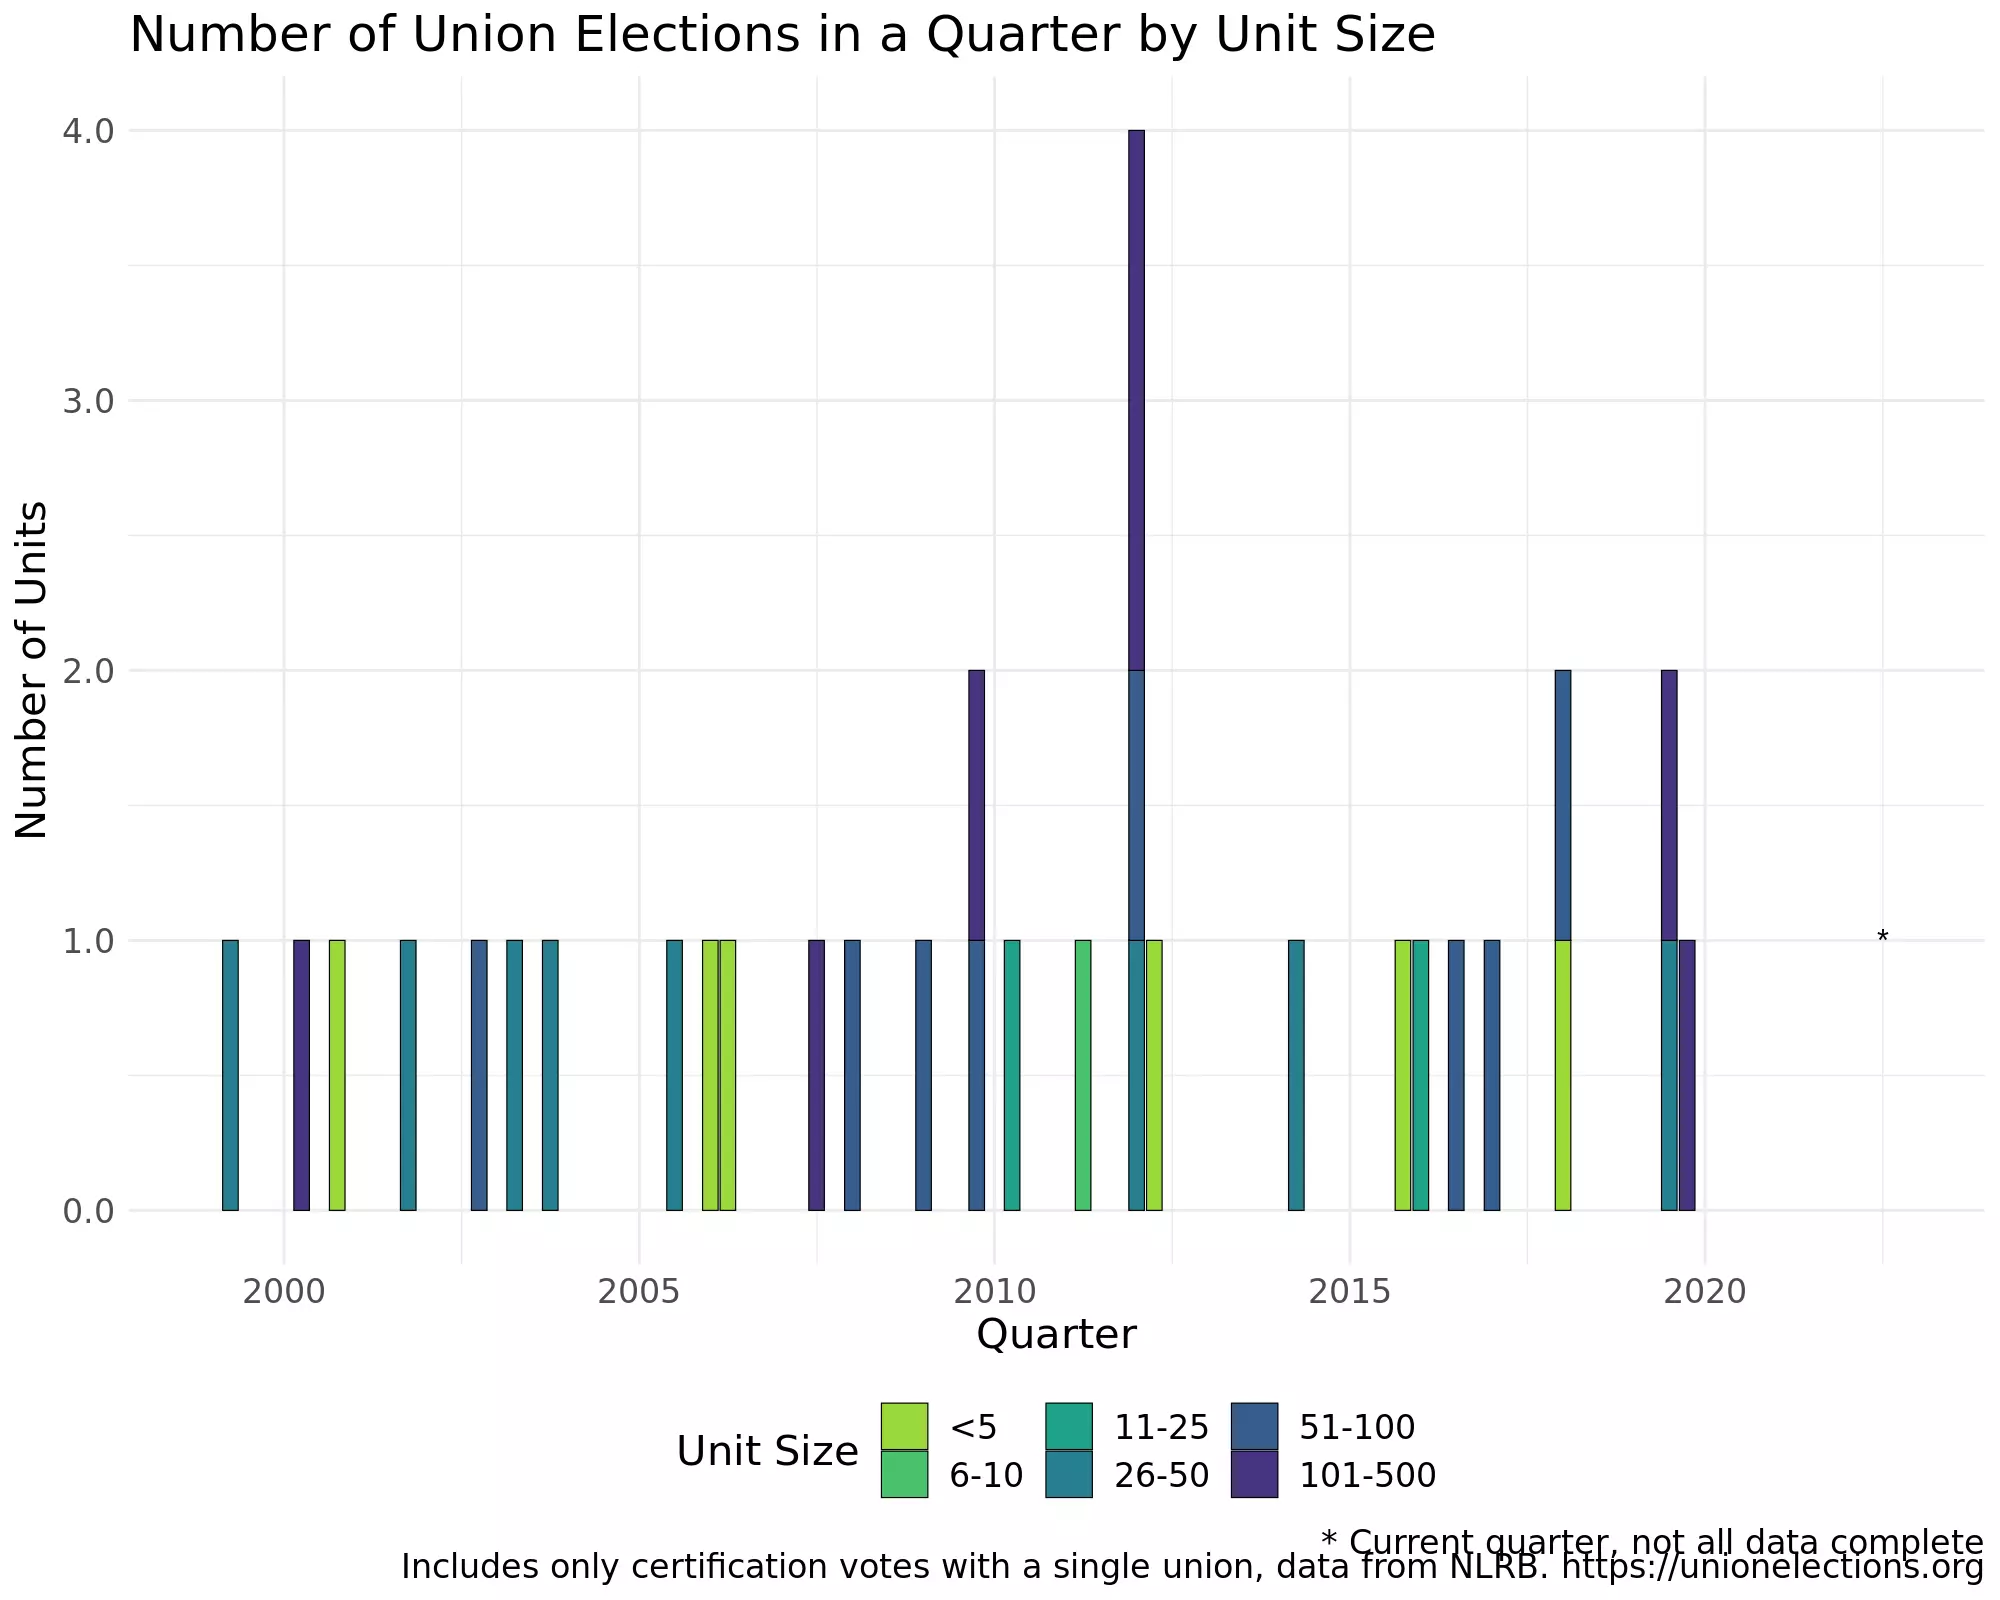 Number of Union Elections in a Quarter by Unit Size
Number of Units
4.0
3.0
2.0
1.0
0.0
*
2000 2005 2010 2015 2020
Quarter
Unit Size
<5 11-25 51-100
6-10 26-50 101-500
* Current quarter, not all data complete
Includes only certification votes with a single union, data from NLRB. https://unionelections.org